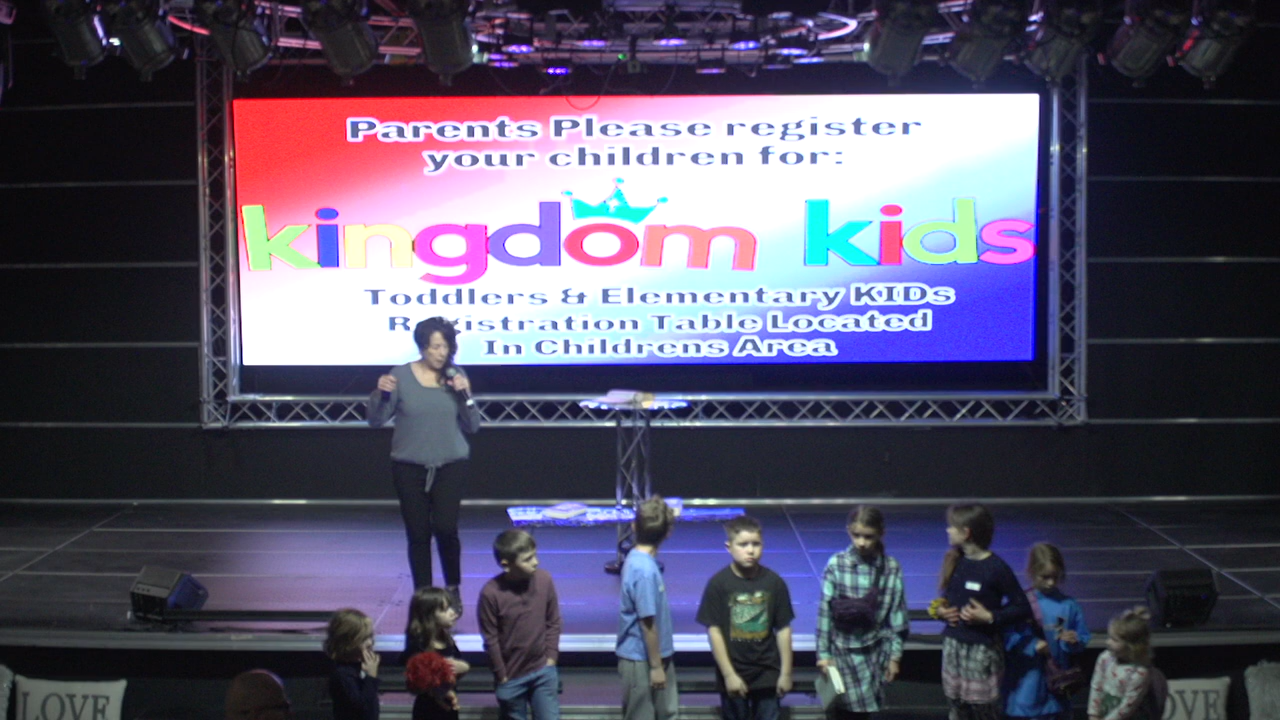 Parents Please register
your children for:
kingdom kids
Toddlers & Elementary KIDs
Registration Table Located
In Childrens Area
LOVE
LOVE